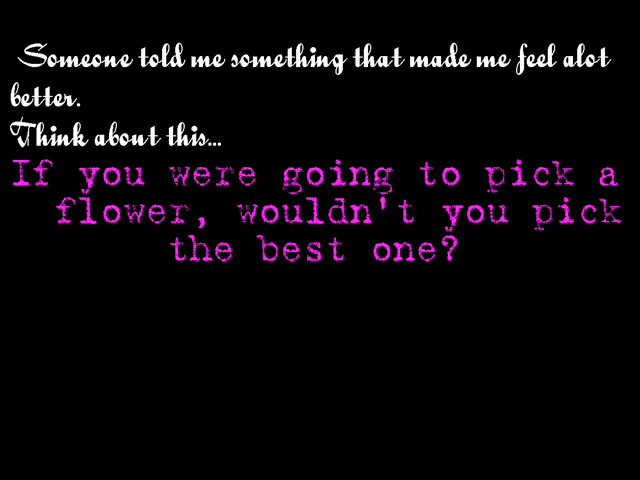 Someone told me something that made me feel alot
better.
Think about this...
If you were going to pick a
flower, wouldn't you pick
the best one?